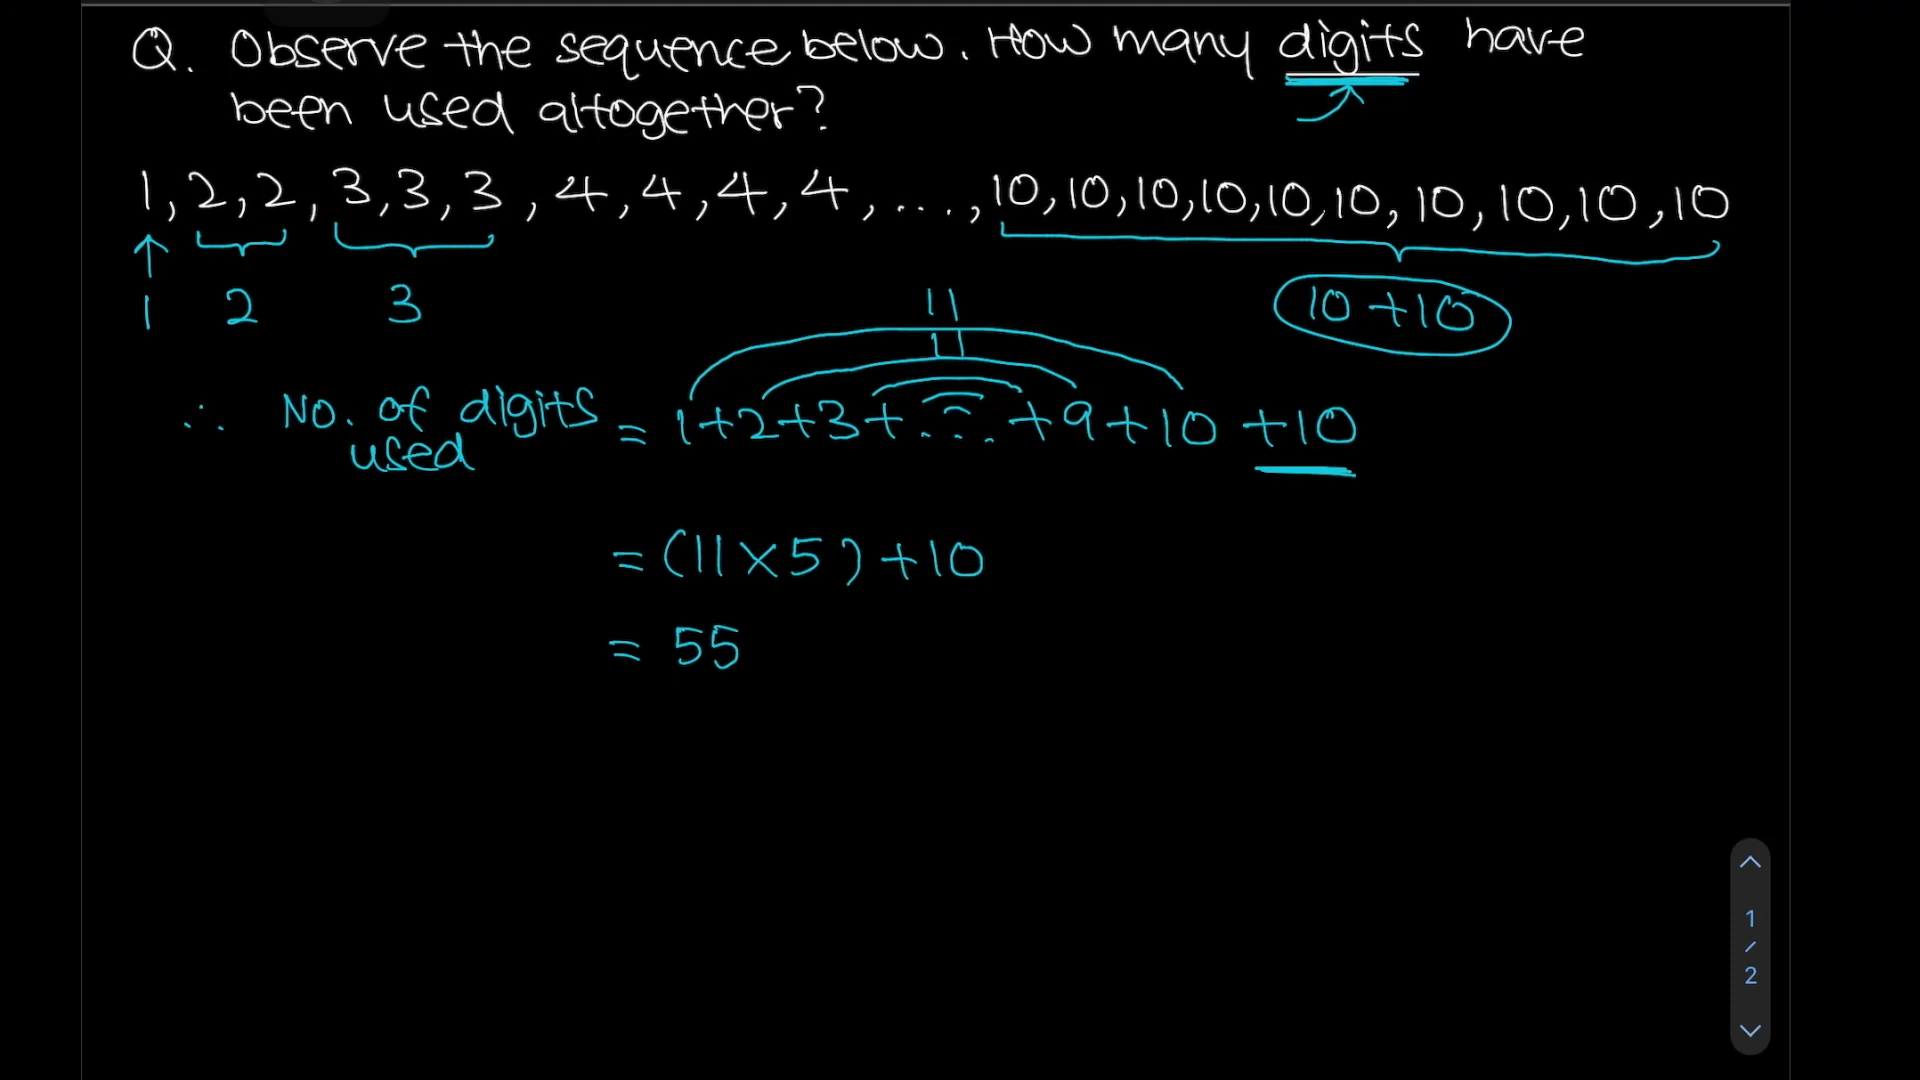 Q. Observe the sequence below. How many digits have
been used altogether?
1, 2, 2, 3, 3, 3, 4, 4, 4, 4, ..., 10, 10, 10, 10, 10, 10, 10, 10, 10, 10
1 2 3
10 + 10
11
11
∴ No. of digits used = 1+2+3+ ... +9+10 +10
= (11×5) +10
= 55
1
/
2